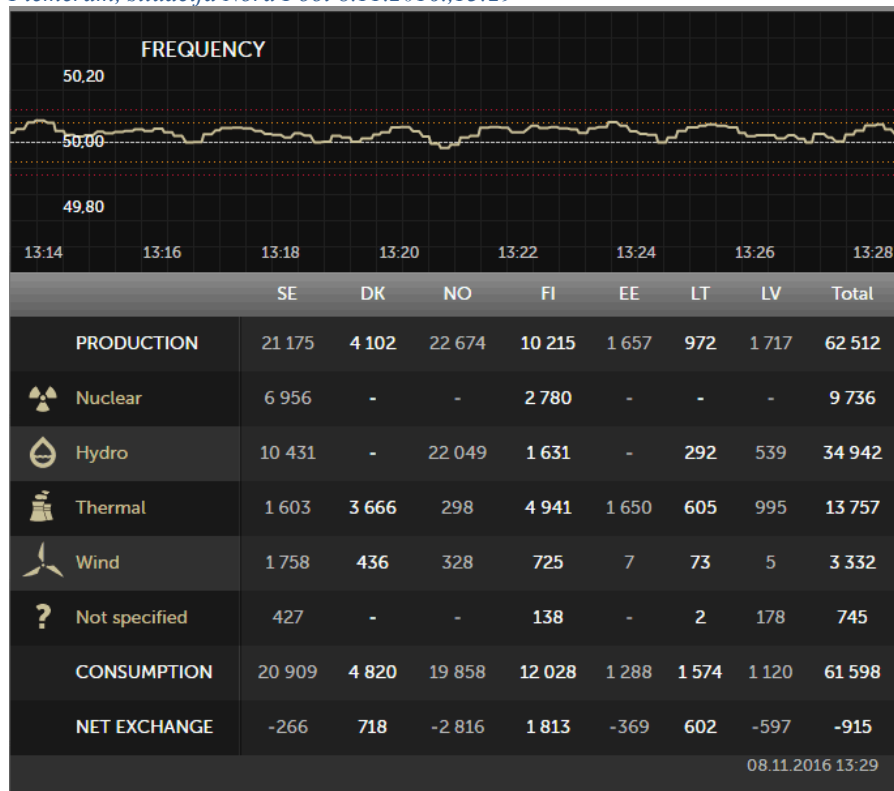 FREQUENCY
50,20
50,00
49,80
13:14 13:16 13:18 13:20 13:22 13:24 13:26 13:28
SE DK NO FI EE LT LV Total
PRODUCTION 21 175 4 102 22 674 10 215 1 657 972 1 717 62 512
Nuclear 6 956 - - 2 780 - - - 9 736
Hydro 10 431 - 22 049 1 631 - 292 539 34 942
Thermal 1 603 3 666 298 4 941 1 650 605 995 13 757
Wind 1 758 436 328 725 7 73 5 3 332
? Not specified 427 - - 138 - 2 178 745
CONSUMPTION 20 909 4 820 19 858 12 028 1 288 1 574 1 120 61 598
NET EXCHANGE -266 718 -2 816 1 813 -369 602 -597 -915
08.11.2016 13:29